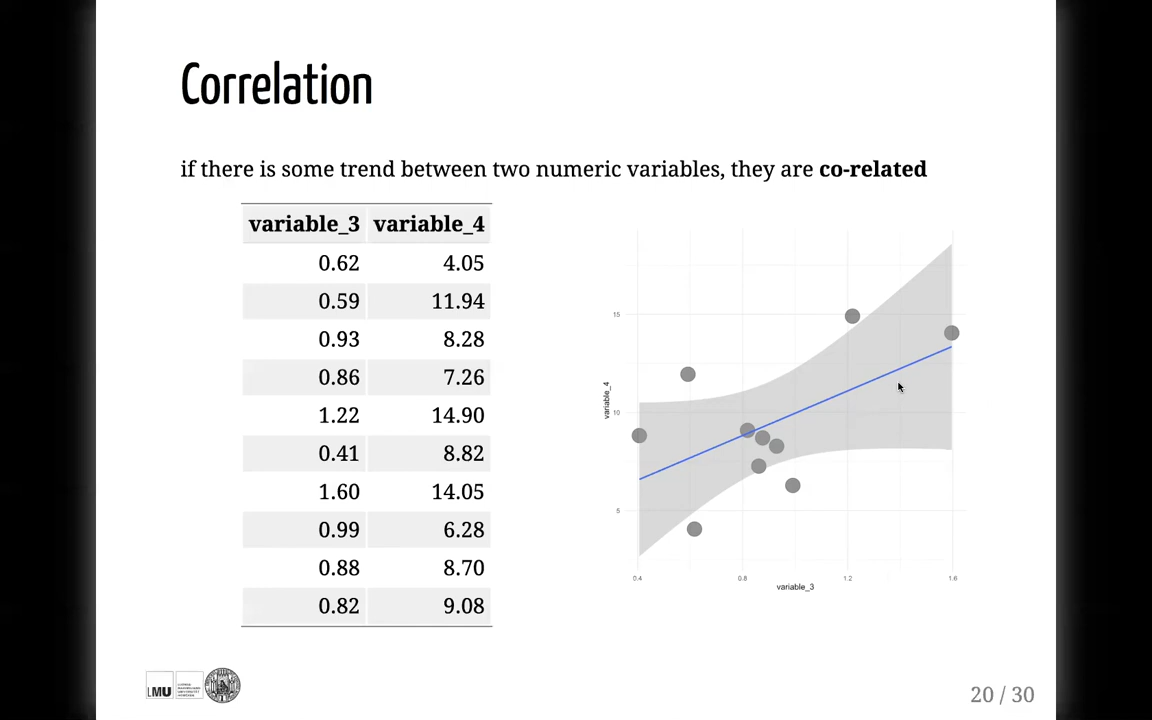 Correlation
if there is some trend between two numeric variables, they are co-related
variable_3 variable_4
0.62 4.05
0.59 11.94
0.93 8.28
0.86 7.26
1.22 14.90
0.41 8.82
1.60 14.05
0.99 6.28
0.88 8.70
0.82 9.08
15
10
5
variable_4
0.4 0.8 1.2 1.6
variable_3
LMU
20 / 30